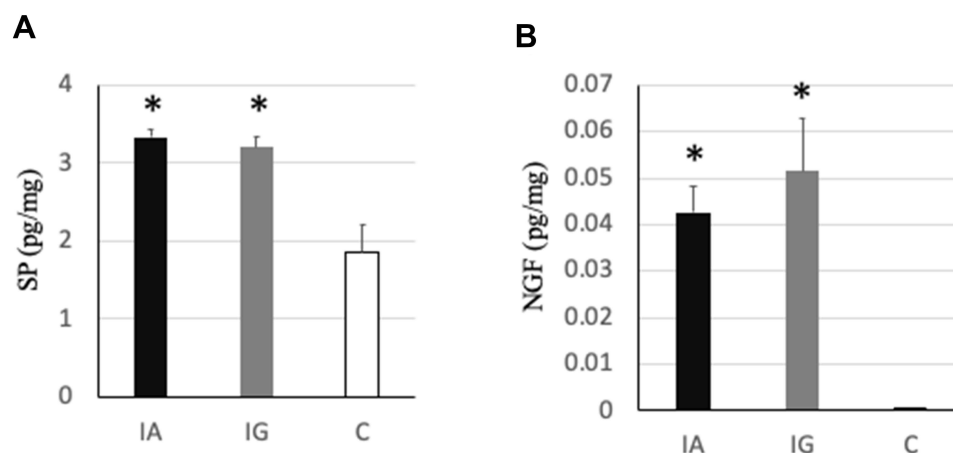 A
SP (pg/mg)
4
3
2
1
0
* *
IA IG C
B
NGF (pg/mg)
0.07
0.06
0.05
0.04
0.03
0.02
0.01
0
* *
IA IG C